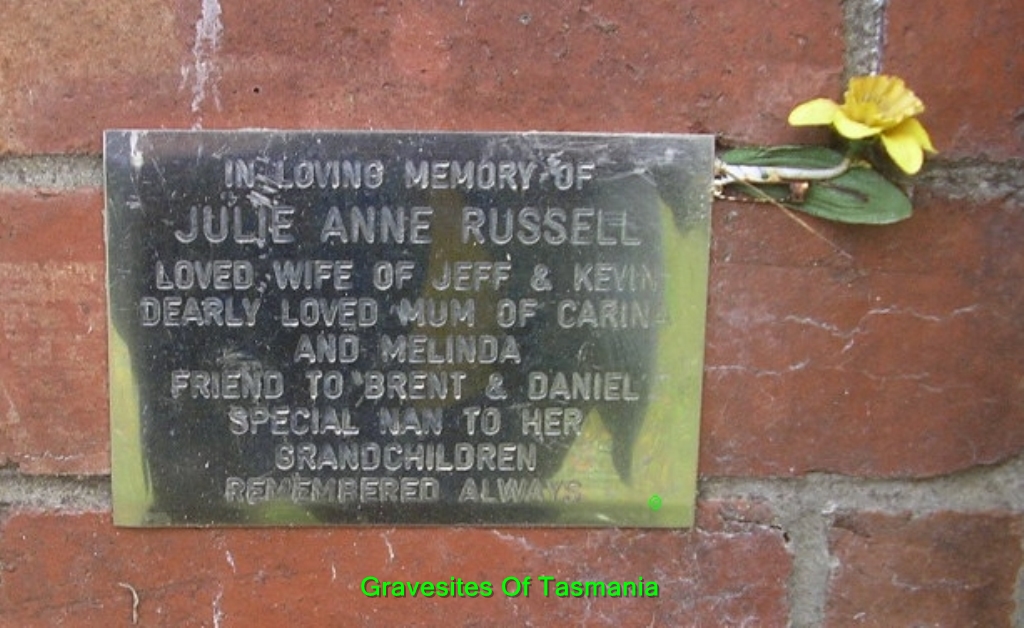 IN LOVING MEMORY OF
JULIE ANNE RUSSELL
LOVED WIFE OF JEFF & KEVIN
DEARLY LOVED MUM OF CARINA
AND MELINDA
FRIEND TO BRENT & DANIEL
SPECIAL NAN TO HER
GRANDCHILDREN
REMEMBERED ALWAYS
Gravesites Of Tasmania